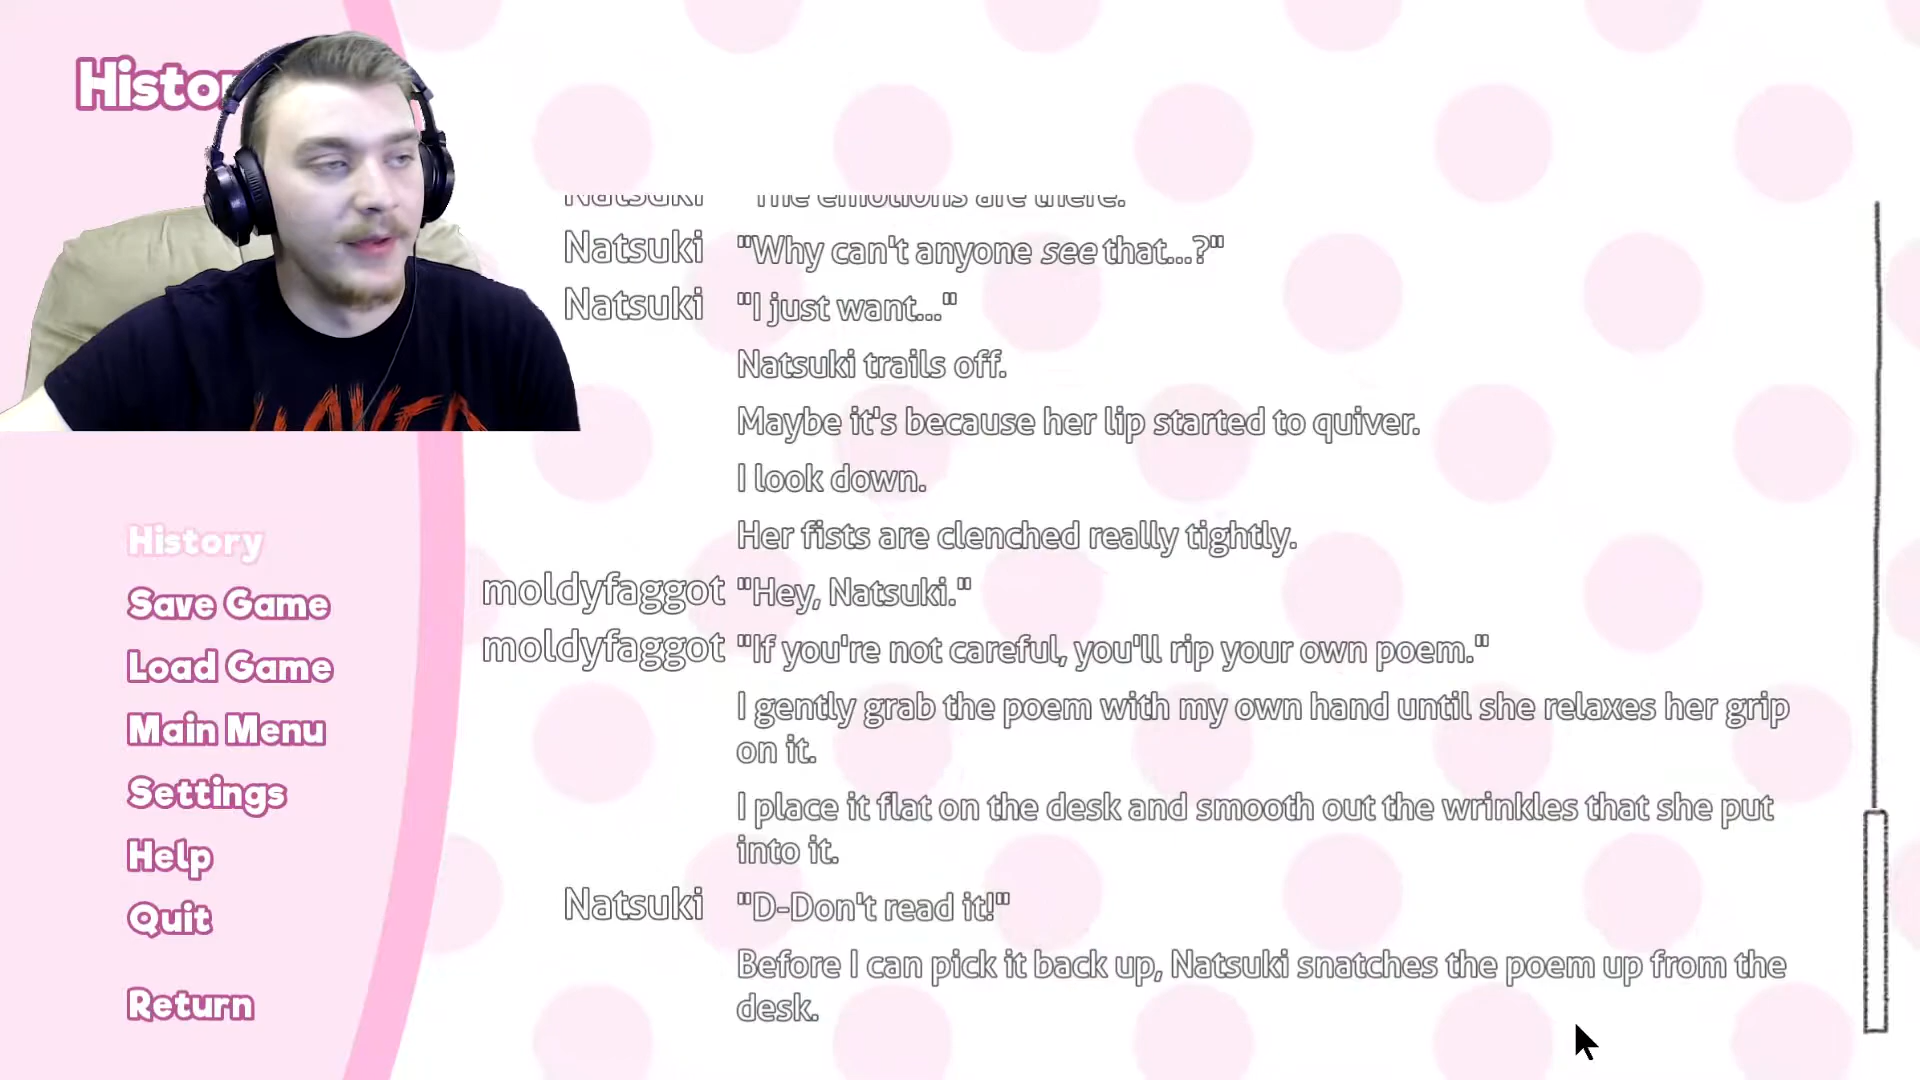 Histor
Natsuki "The emotions are there.
Natsuki "Why can't anyone see that...?"
Natsuki "I just want..."
Natsuki trails off.
Maybe it's because her lip started to quiver.
I look down.
Her fists are clenched really tightly.
moldyfaggot "Hey, Natsuki."
moldyfaggot "If you're not careful, you'll rip your own poem."
I gently grab the poem with my own hand until she relaxes her grip
on it.
I place it flat on the desk and smooth out the wrinkles that she put
into it.
Natsuki "D-Don't read it!"
Before I can pick it back up, Natsuki snatches the poem up from the
desk.
History
Save Game
Load Game
Main Menu
Settings
Help
Quit
Return